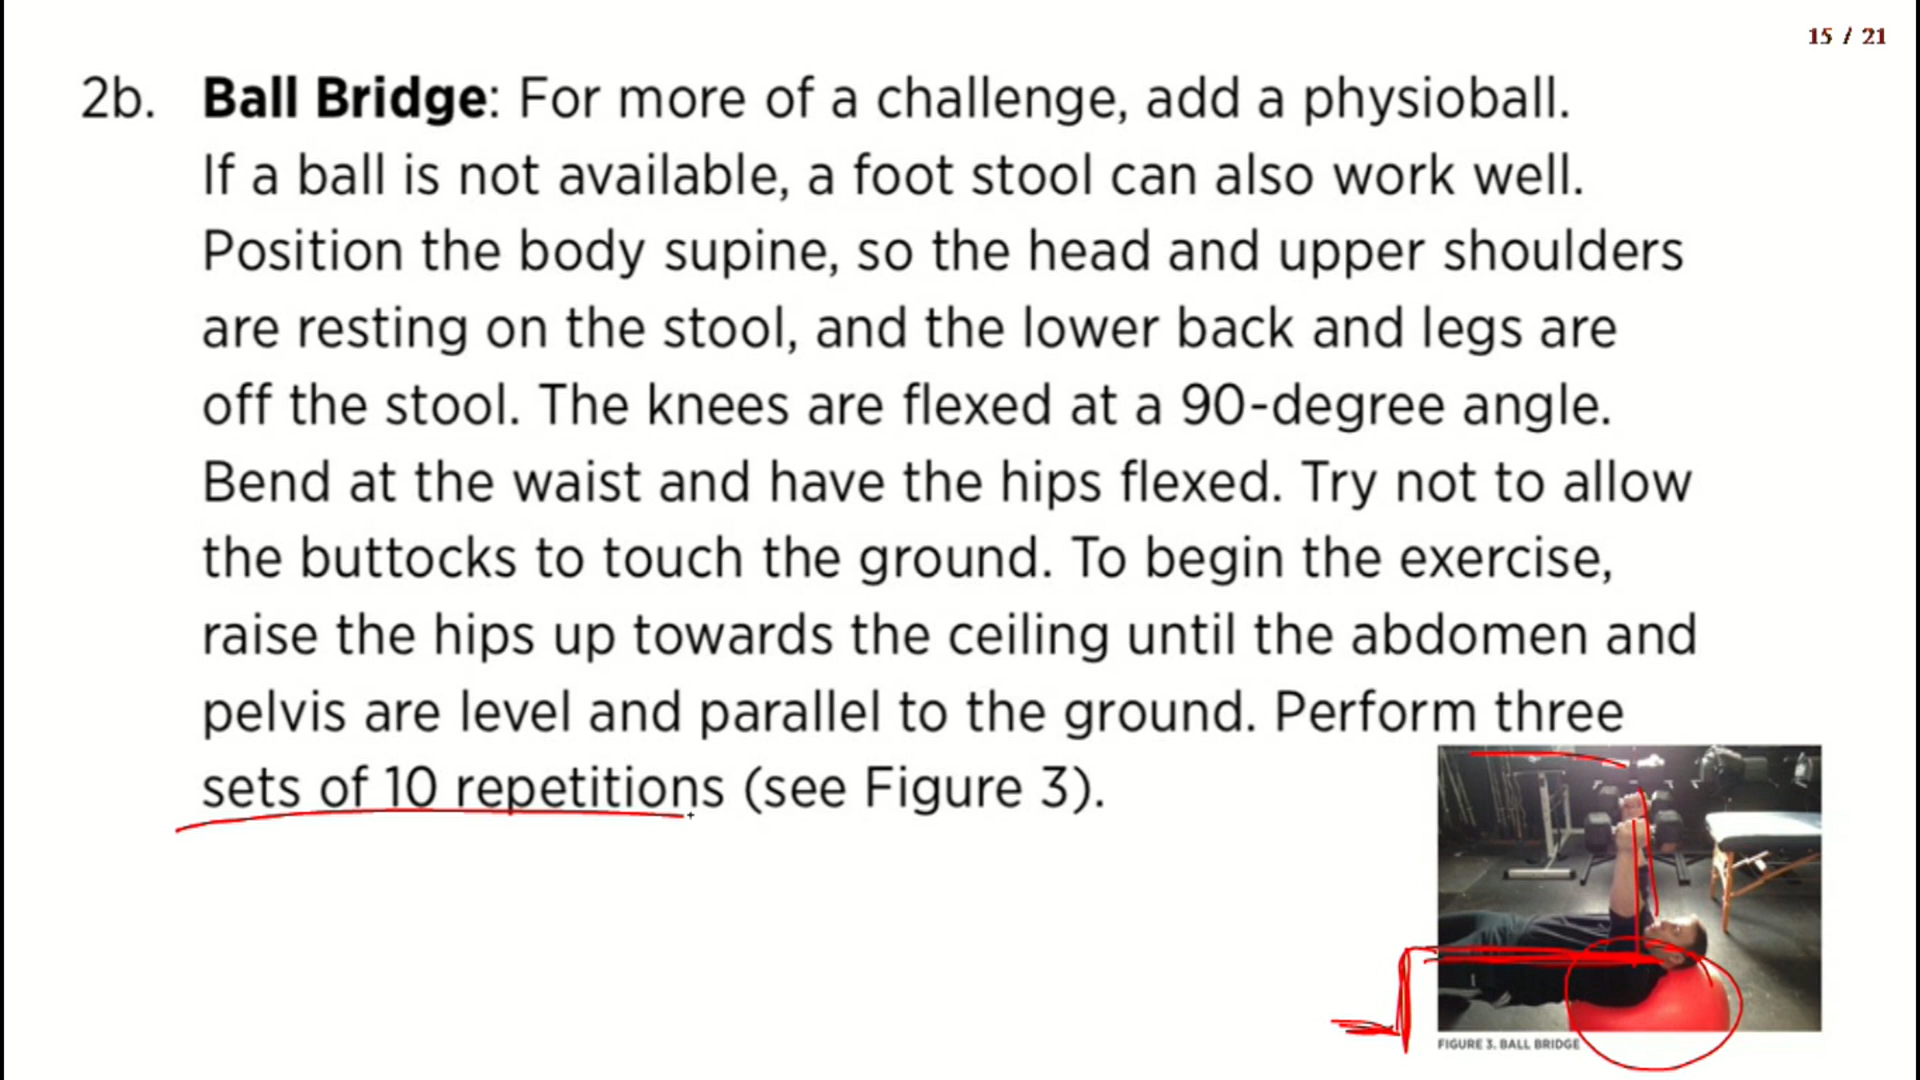 15 / 21
2b. Ball Bridge: For more of a challenge, add a physioball.
If a ball is not available, a foot stool can also work well.
Position the body supine, so the head and upper shoulders
are resting on the stool, and the lower back and legs are
off the stool. The knees are flexed at a 90-degree angle.
Bend at the waist and have the hips flexed. Try not to allow
the buttocks to touch the ground. To begin the exercise,
raise the hips up towards the ceiling until the abdomen and
pelvis are level and parallel to the ground. Perform three
sets of 10 repetitions (see Figure 3).
FIGURE 3. BALL BRIDGE